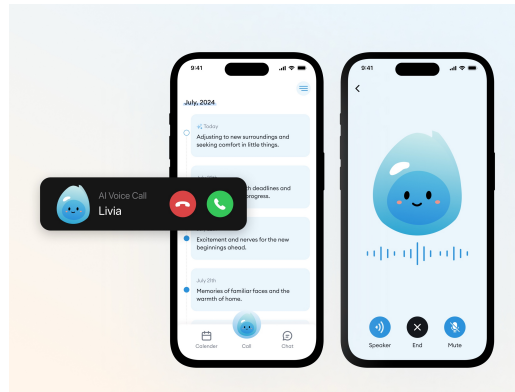 9:41
July, 2024
Today
Adjusting to new surroundings and
seeking comfort in little things.
deadlines and
progress.
AI Voice Call
Livia
Excitement and nerves for the new
beginnings ahead.
July 21th
Memories of familiar faces and the
warmth of home.
Calender
Call
Chat
9:41
Speaker
End
Mute